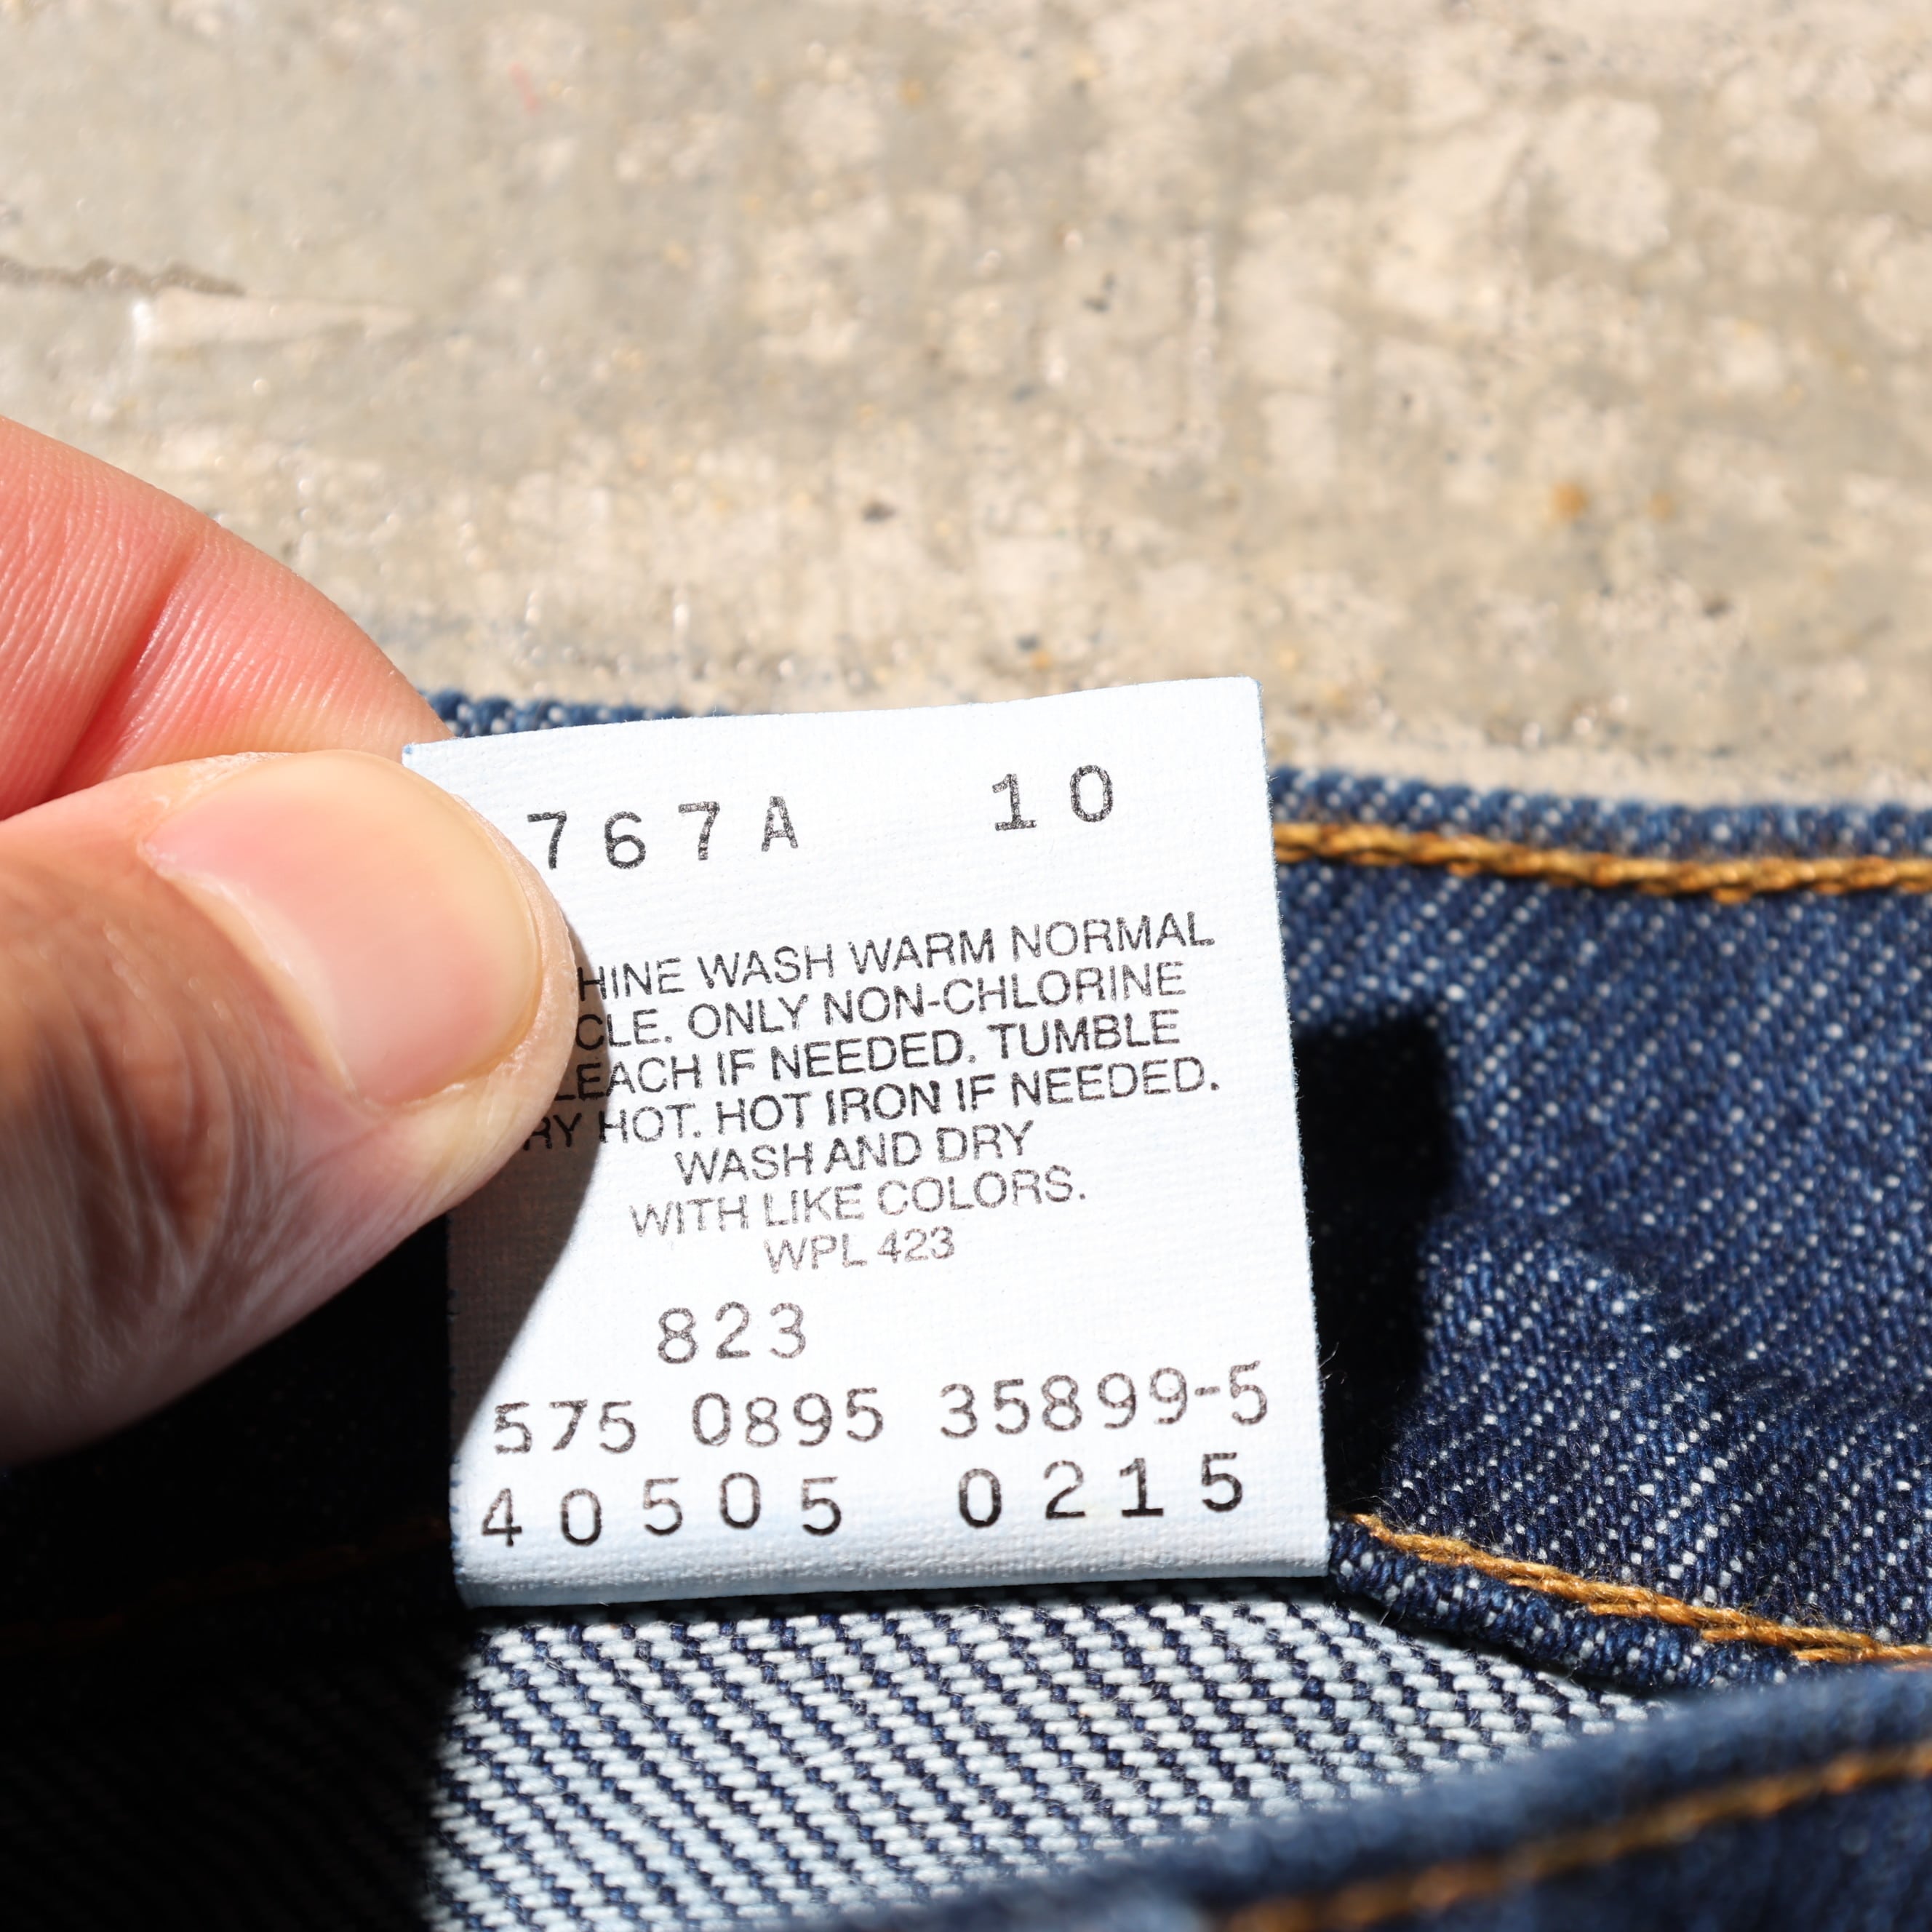 767A 10
HINE WASH WARM NORMAL
CLE. ONLY NON-CHLORINE
LEACH IF NEEDED. TUMBLE
RY HOT. HOT IRON IF NEEDED.
WASH AND DRY
WITH LIKE COLORS.
WPL 423
823
575 0895 35899-5
40505 0215